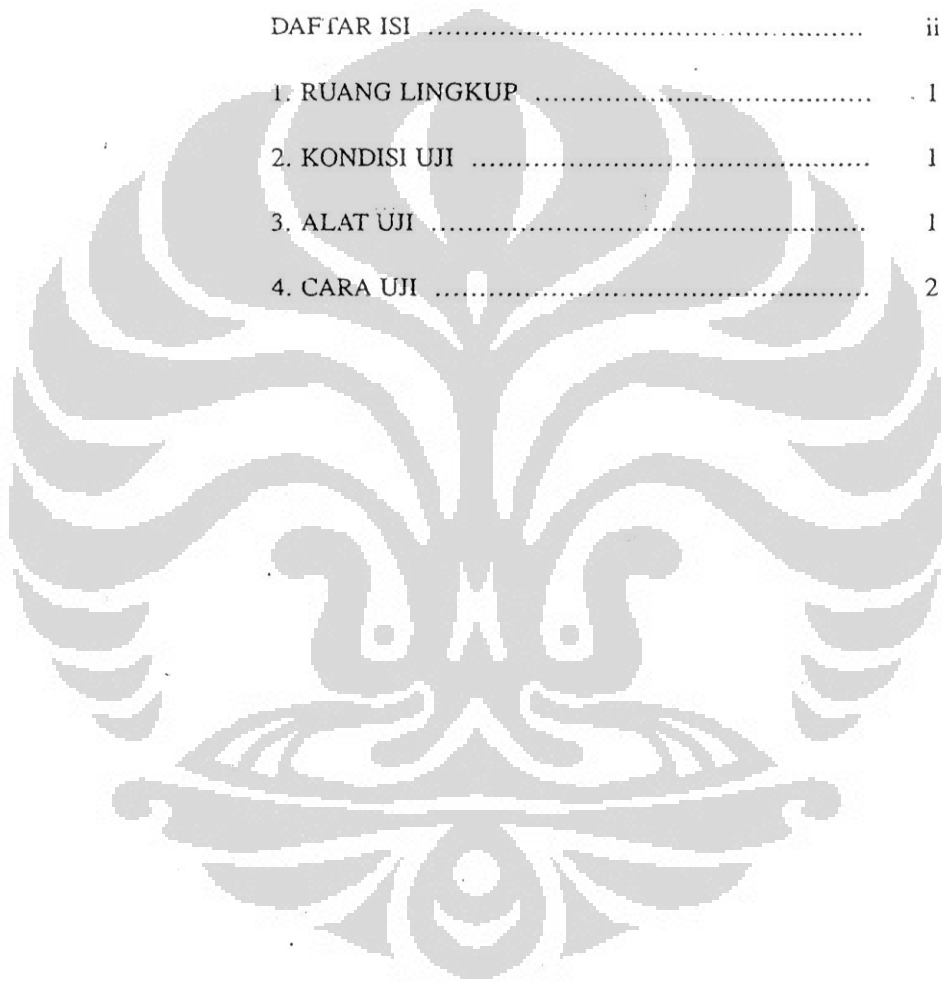 DAFTAR ISI ................................................ ii
1. RUANG LINGKUP ...................................... 1
2. KONDISI UJI ............................................. 1
3. ALAT UJI ................................................. 1
4. CARA UJI ................................................. 2